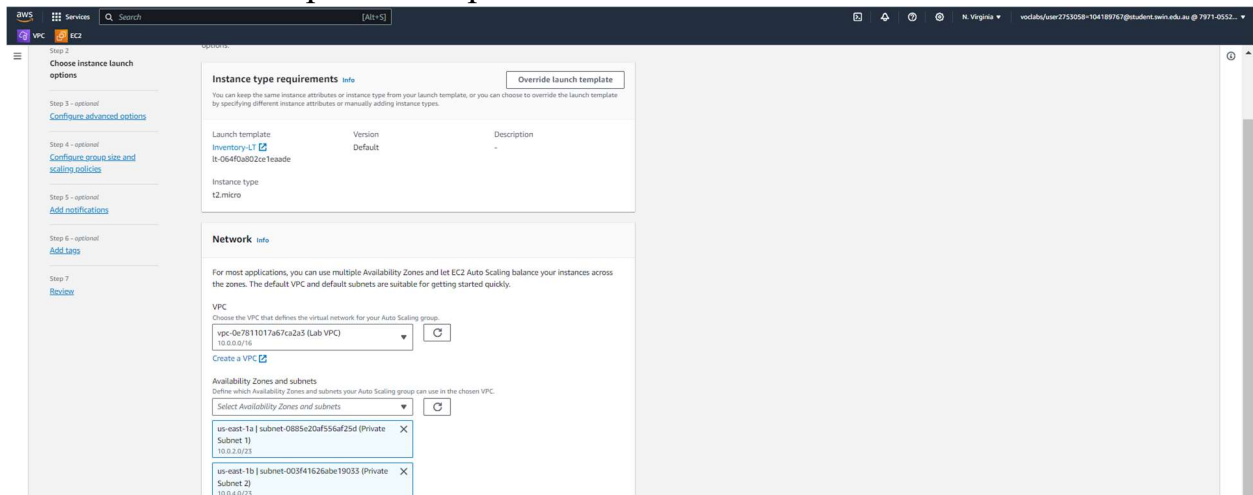 aws
Services
Search
[Alt+S]
N. Virginia
voclabs/user2753058=104189767@student.swin.edu.au @ 7971-0552...
VPC
EC2
Step 2
Choose instance launch
options
Step 3 - optional
Configure advanced options
Step 4 - optional
Configure group size and
scaling policies
Step 5 - optional
Add notifications
Step 6 - optional
Add tags
Step 7
Review
options.
Instance type requirements Info
Override launch template
You can keep the same instance attributes or instance type from your launch template, or you can choose to override the launch template
by specifying different instance attributes or manually adding instance types.
Launch template
Version
Description
Inventory-LT
Default
-
lt-064f0a802ce1eaade
Instance type
t2.micro
Network Info
For most applications, you can use multiple Availability Zones and let EC2 Auto Scaling balance your instances across
the zones. The default VPC and default subnets are suitable for getting started quickly.
VPC
Choose the VPC that defines the virtual network for your Auto Scaling group.
vpc-0e7811017a67ca2a3 (Lab VPC)
10.0.0.0/16
Create a VPC
Availability Zones and subnets
Define which Availability Zones and subnets your Auto Scaling group can use in the chosen VPC.
Select Availability Zones and subnets
us-east-1a | subnet-0885e20af556af25d (Private
Subnet 1)
10.0.2.0/23
us-east-1b | subnet-003f41626abe19033 (Private
Subnet 2)
10.0.4.0/23